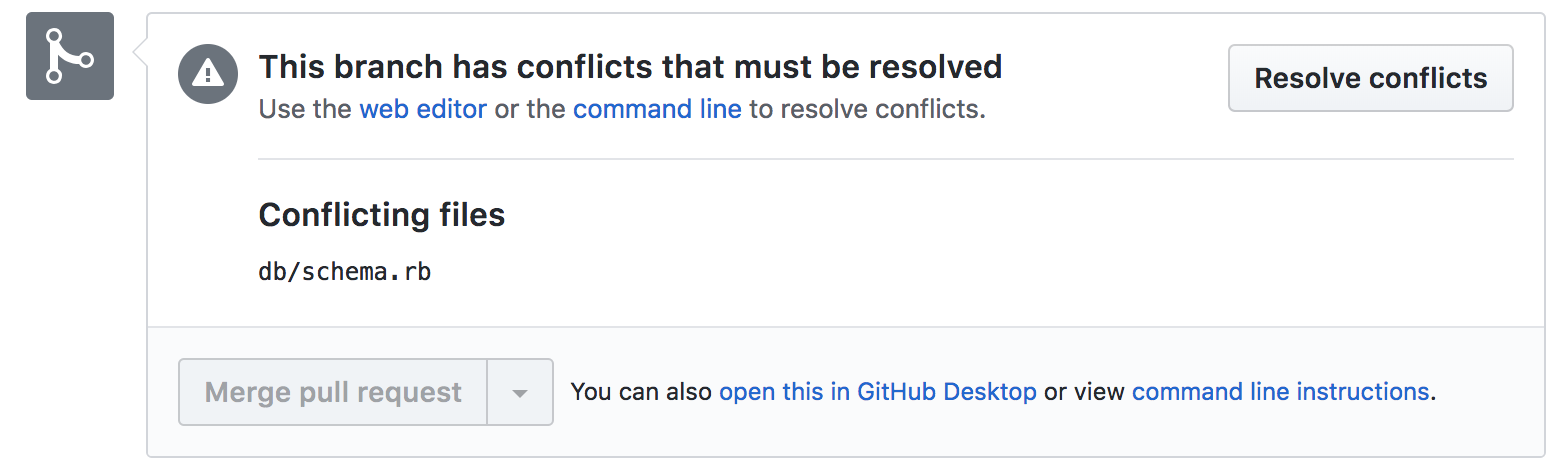 This branch has conflicts that must be resolved
Resolve conflicts
Use the web editor or the command line to resolve conflicts.
Conflicting files
db/schema.rb
Merge pull request
You can also open this in GitHub Desktop or view command line instructions.